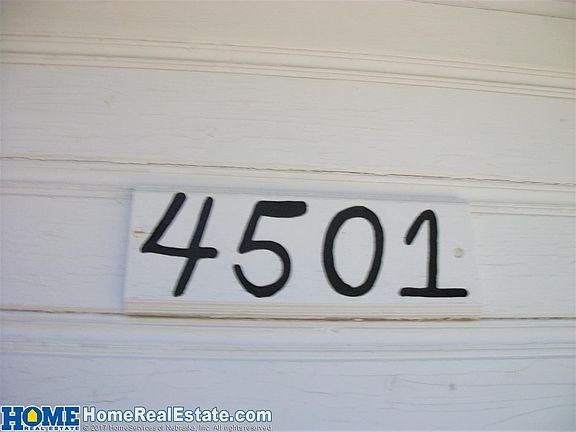 4501
HOME HomeRealEstate.com
REAL ESTATE © 2017 HomeServices of Nebraska, Inc. All rights reserved.